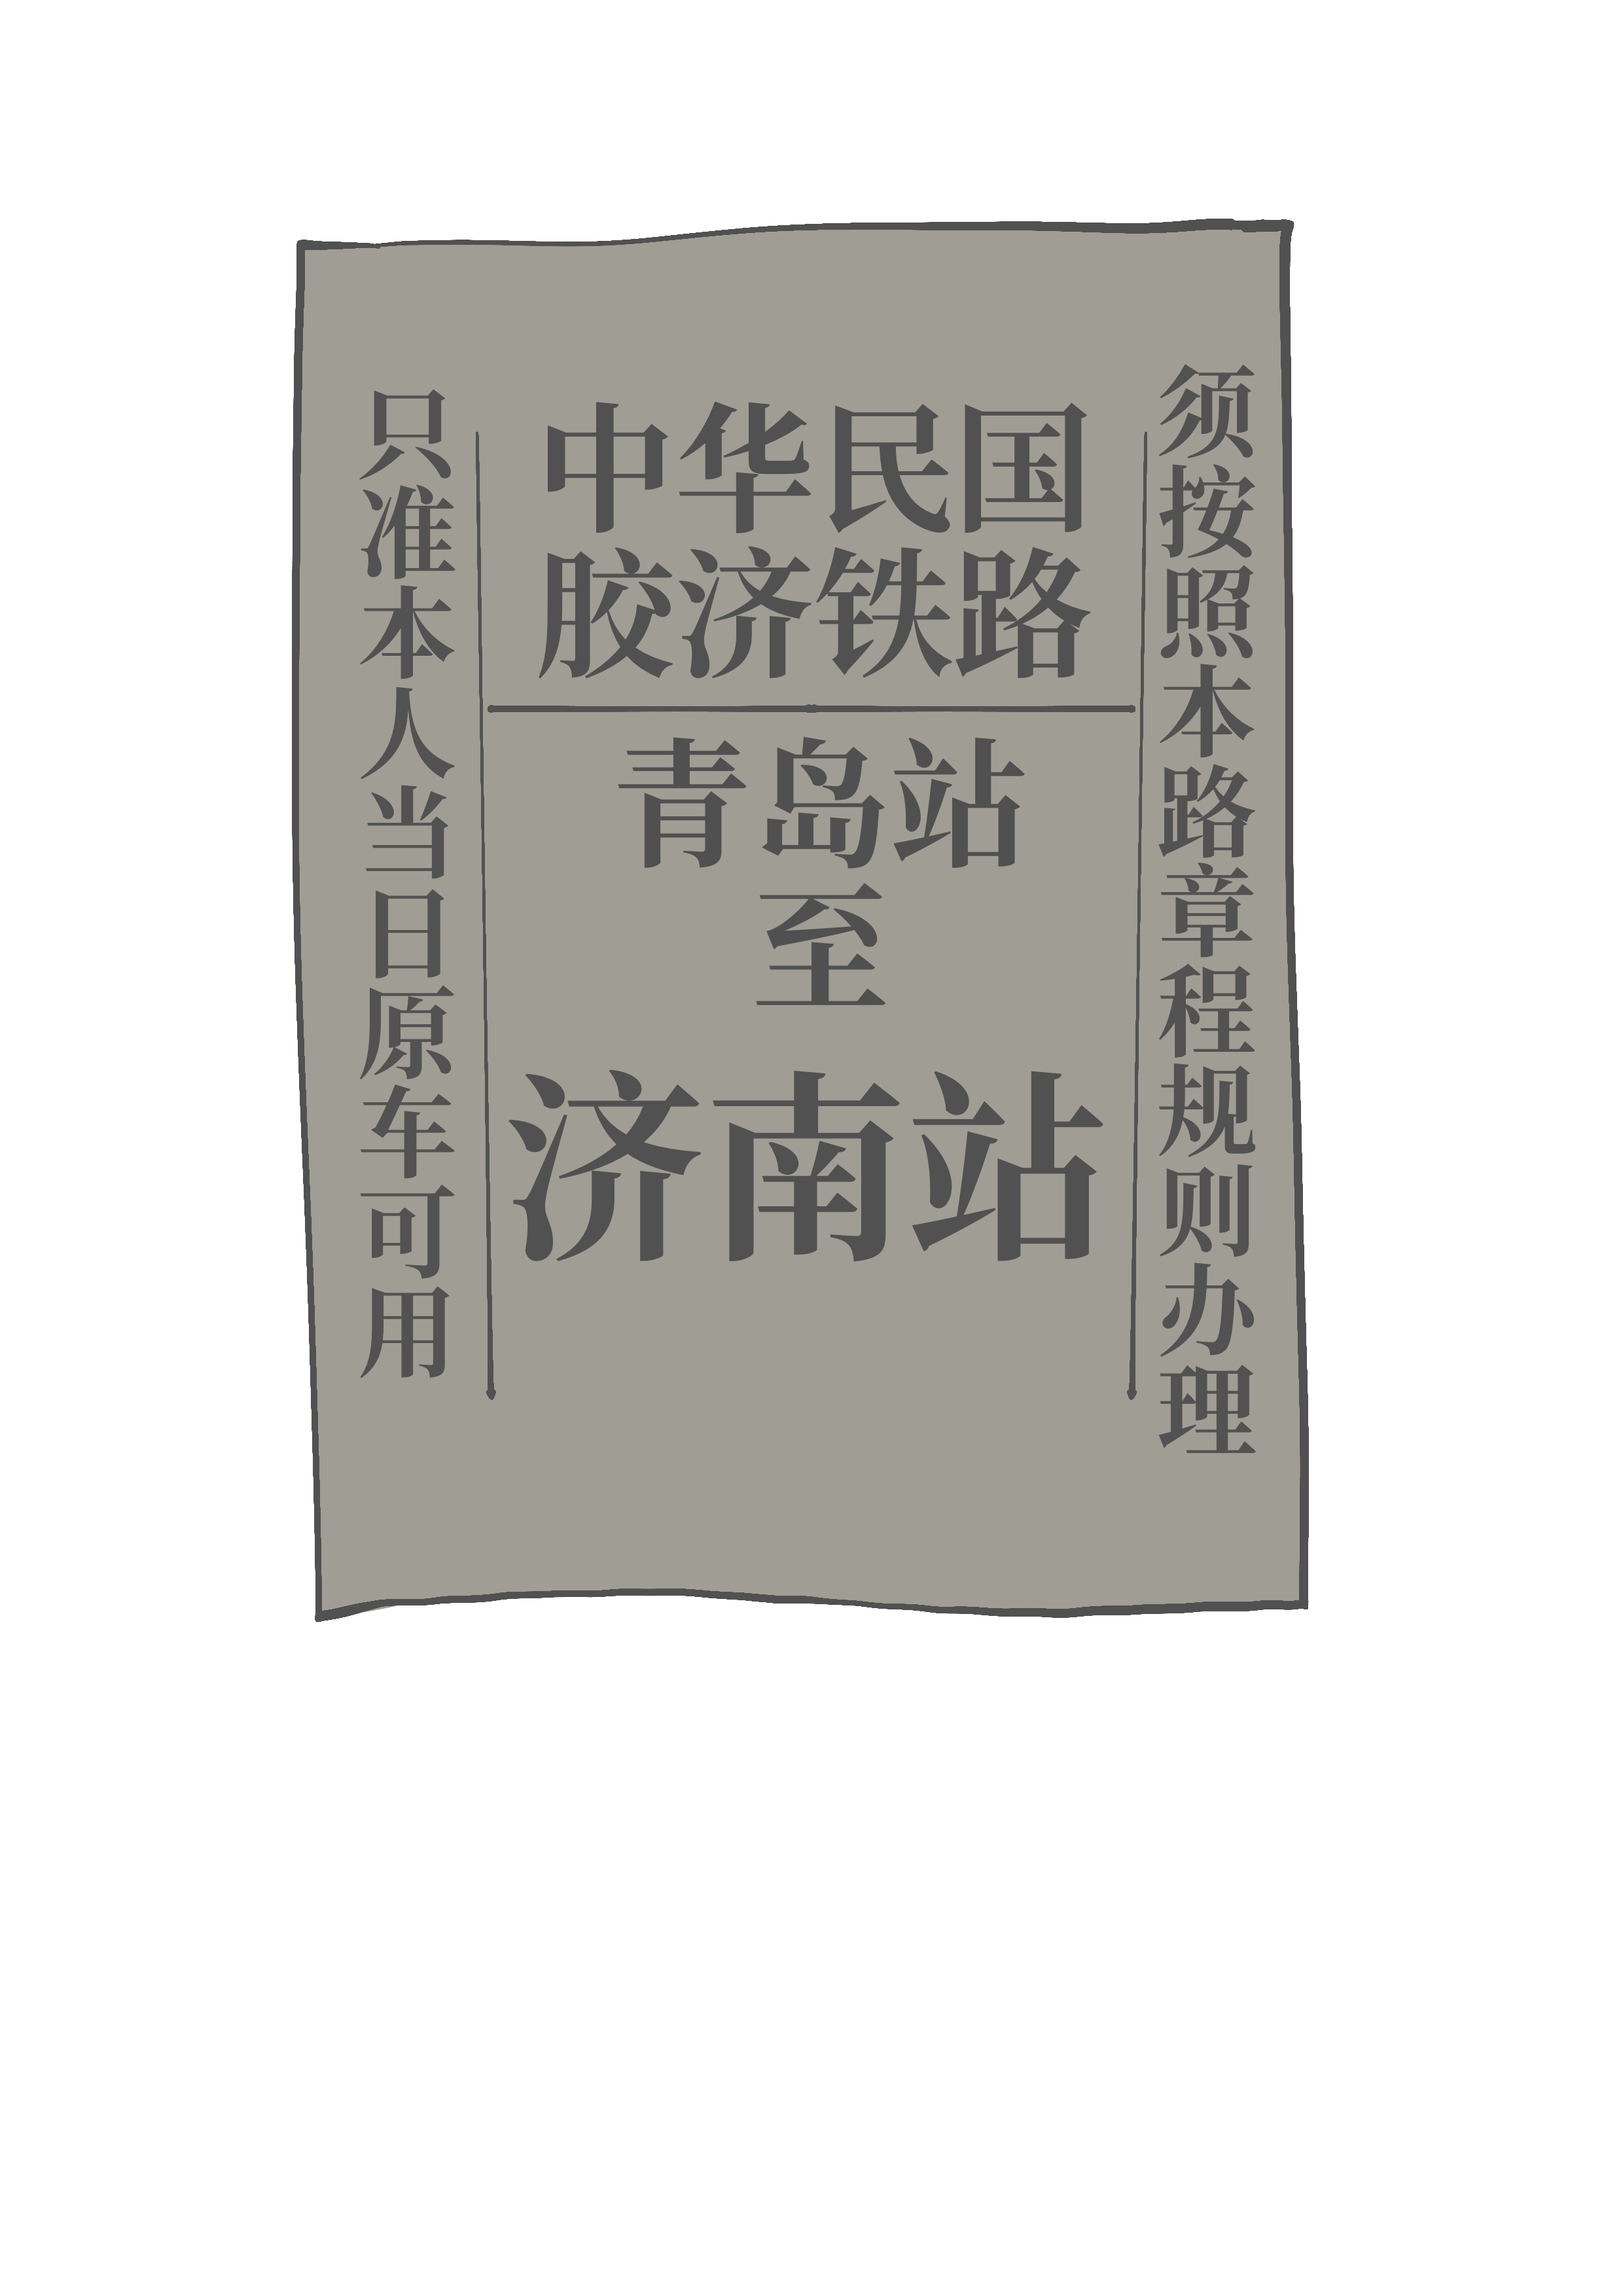 中华民国
胶济铁路
青岛站
至
济南站
须按照本路章程规则办理
只准本人当日原车可用